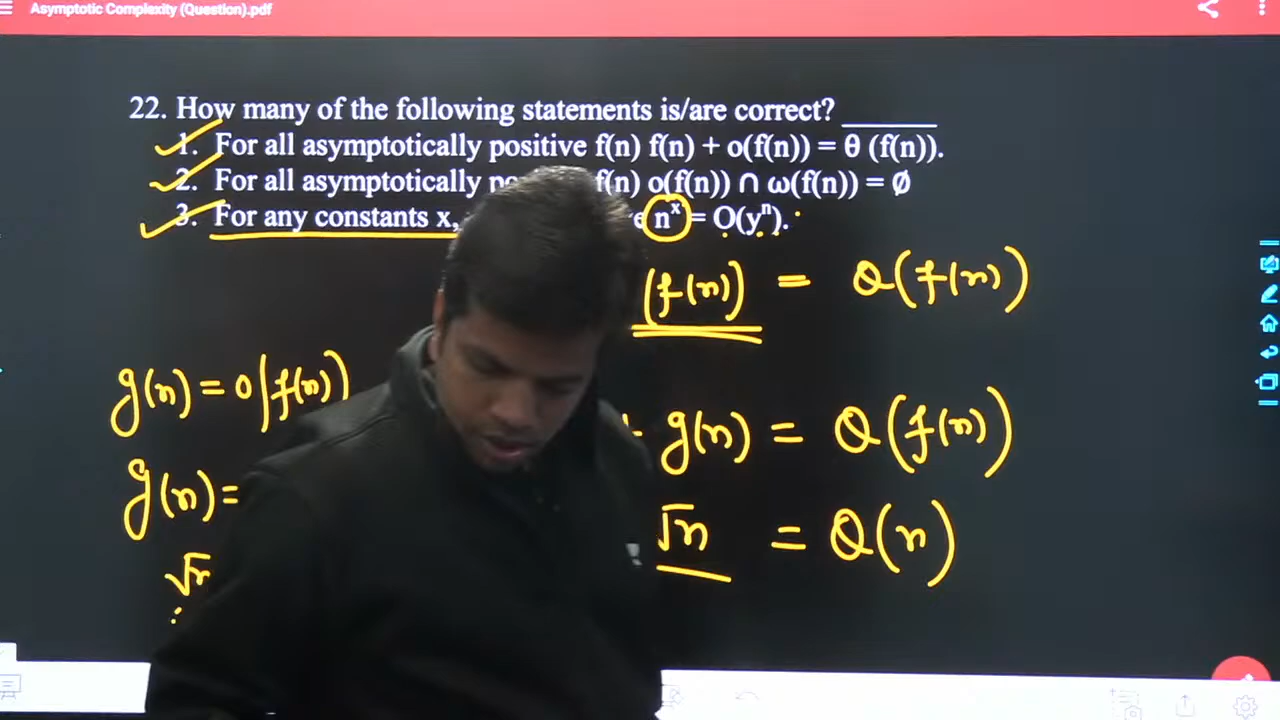 Asymptotic Complexity (Question).pdf
22. How many of the following statements is/are correct? ______
1. For all asymptotically positive f(n) f(n) + o(f(n)) = θ (f(n)).
2. For all asymptotically f(n) o(f(n)) ∩ ω(f(n)) = Ø
3. For any constants x, n^x = O(y^n).
(f(n)) = θ(f(n))
g(n) = o(f(n))
g(n) = θ(f(n))
g(n) =
√n = θ(n)
√n